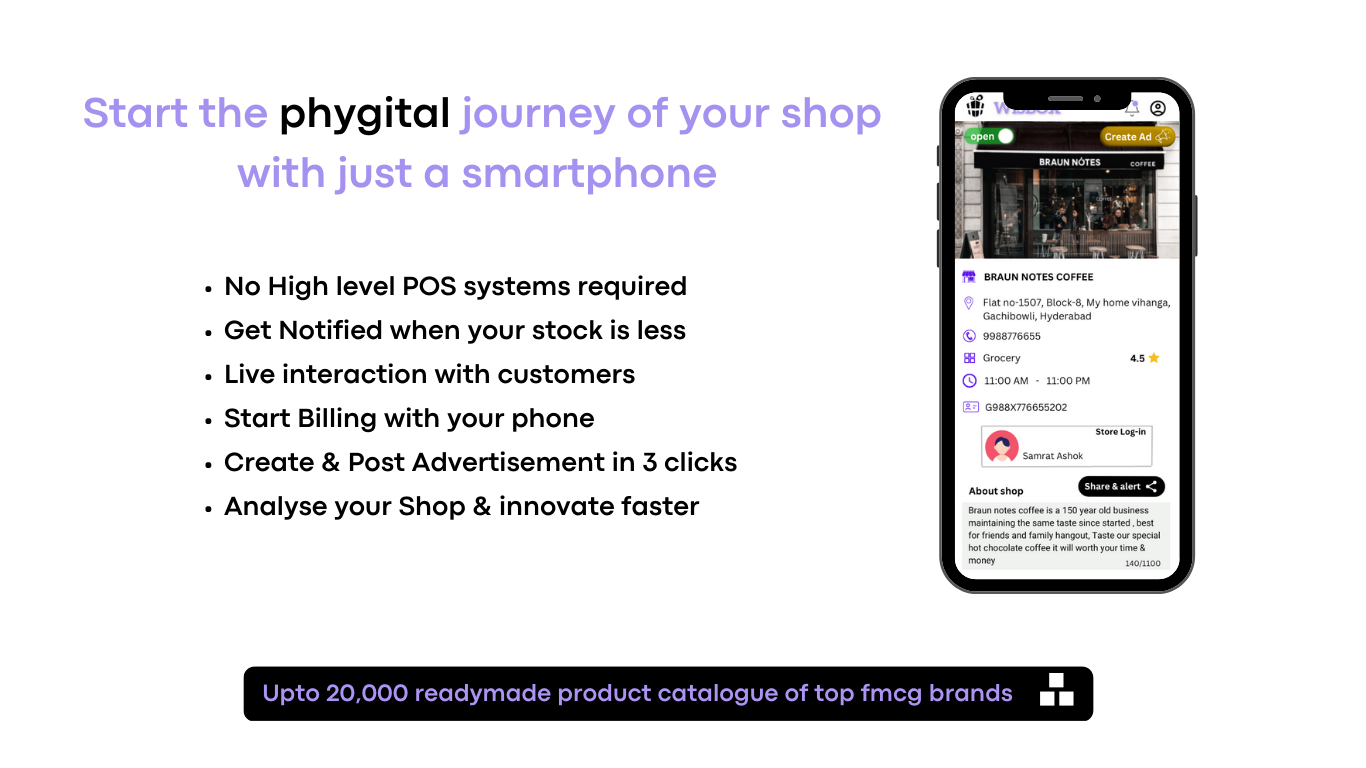 Start the phygital journey of your shop
with just a smartphone
• No High level POS systems required
• Get Notified when your stock is less
• Live interaction with customers
• Start Billing with your phone
• Create & Post Advertisement in 3 clicks
• Analyse your Shop & innovate faster
open
Create Ad
BRAUN NOTES COFFEE
COFFEE
BRAUN NOTES COFFEE
Flat no-1507, Block-8, My home vihanga,
Gachibowli, Hyderabad
9988776655
Grocery 4.5
11:00 AM - 11:00 PM
G988X776655202
Store Log-in
Samrat Ashok
About shop
Share & alert
Braun notes coffee is a 150 year old business
maintaining the same taste since started , best
for friends and family hangout, Taste our special
hot chocolate coffee it will worth your time &
money
140/1100
Upto 20,000 readymade product catalogue of top fmcg brands